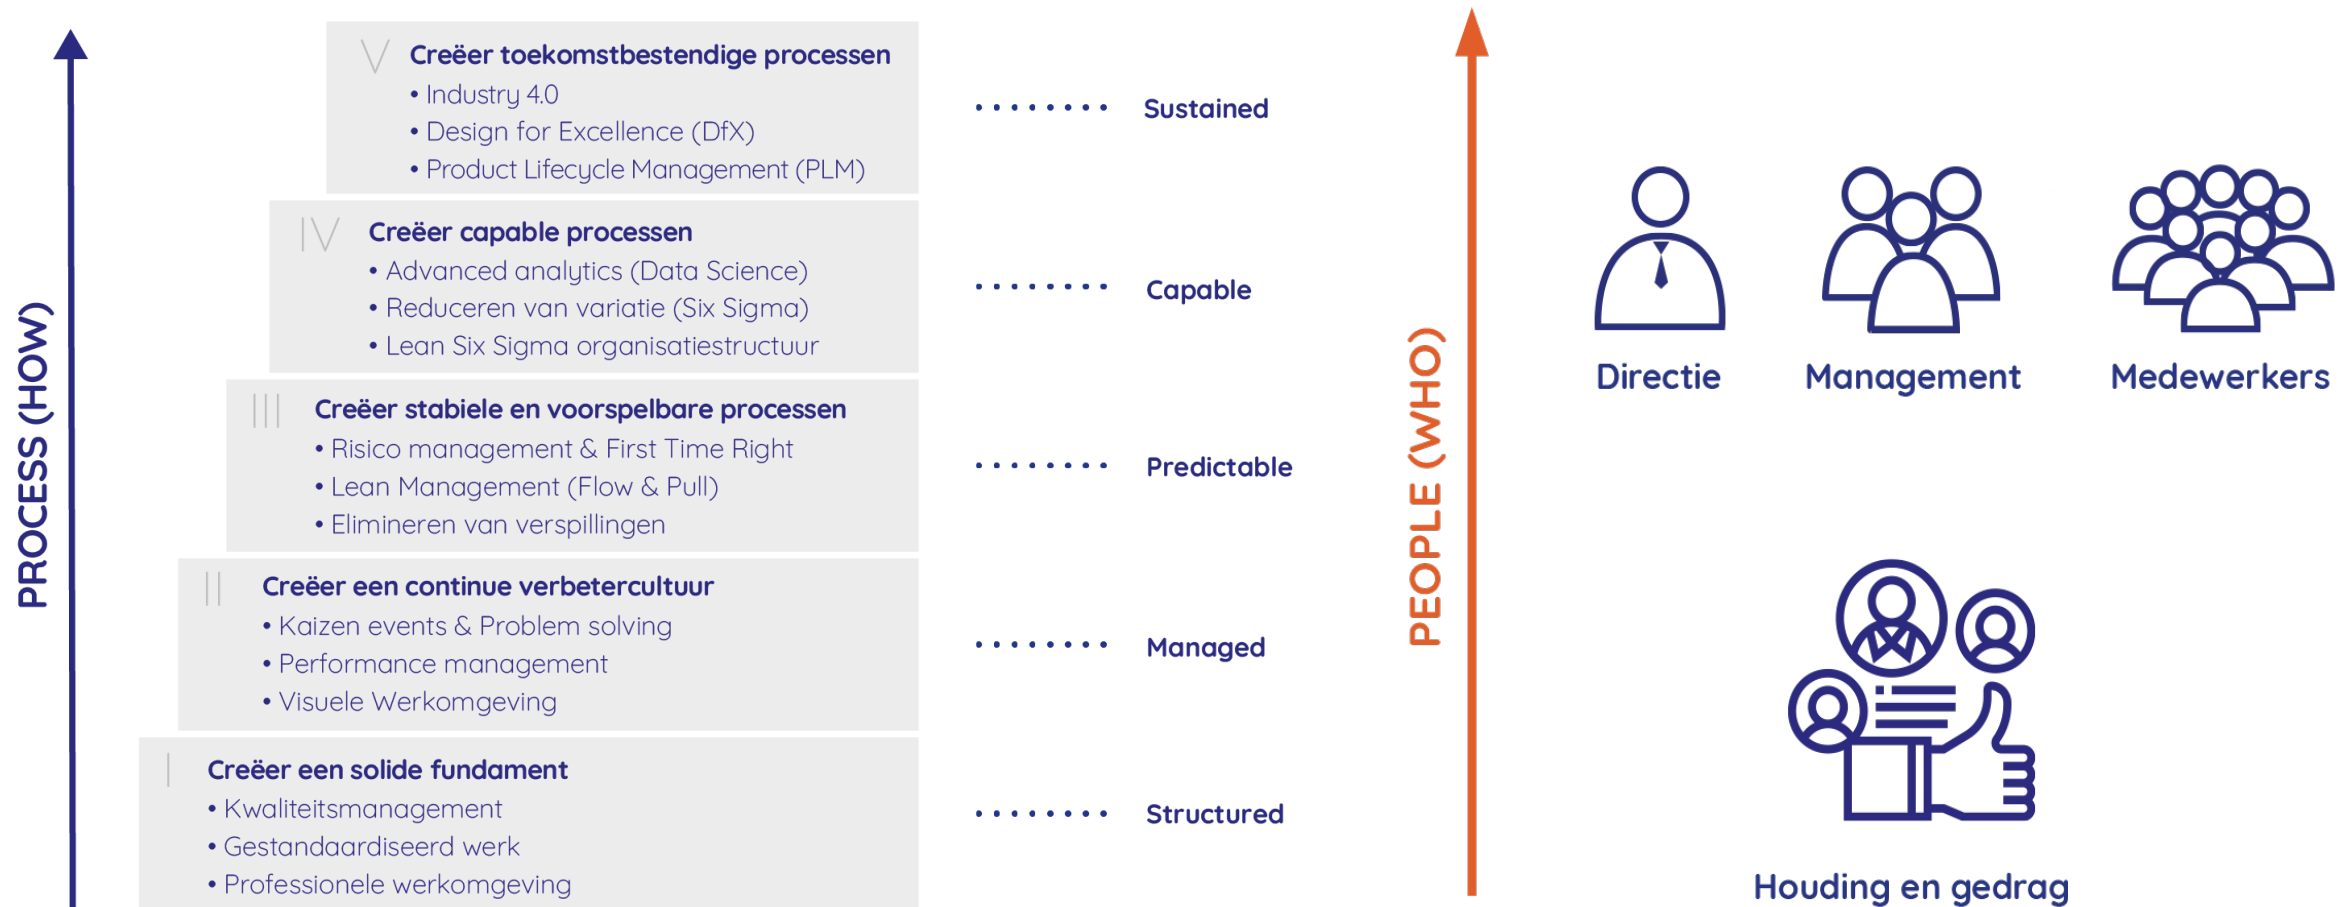 PROCESS (HOW)
V
Creëer toekomstbestendige processen
• Industry 4.0
• Design for Excellence (DfX)
• Product Lifecycle Management (PLM)
Sustained
IV
Creëer capable processen
• Advanced analytics (Data Science)
• Reduceren van variatie (Six Sigma)
• Lean Six Sigma organisatiestructuur
Capable
III
Creëer stabiele en voorspelbare processen
• Risico management & First Time Right
• Lean Management (Flow & Pull)
• Elimineren van verspillingen
Predictable
II
Creëer een continue verbetercultuur
• Kaizen events & Problem solving
• Performance management
• Visuele Werkomgeving
Managed
I
Creëer een solide fundament
• Kwaliteitsmanagement
• Gestandaardiseerd werk
• Professionele werkomgeving
Structured
PEOPLE (WHO)
Directie
Management
Medewerkers
Houding en gedrag